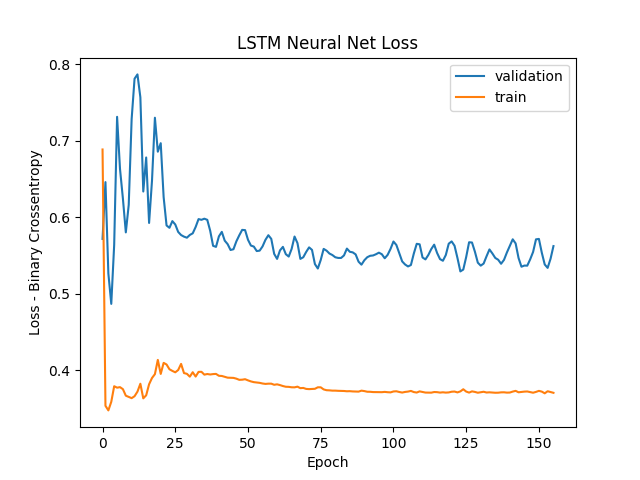 LSTM Neural Net Loss
validation
train
0.8
0.7
0.6
0.5
0.4
Loss - Binary Crossentropy
0 25 50 75 100 125 150
Epoch